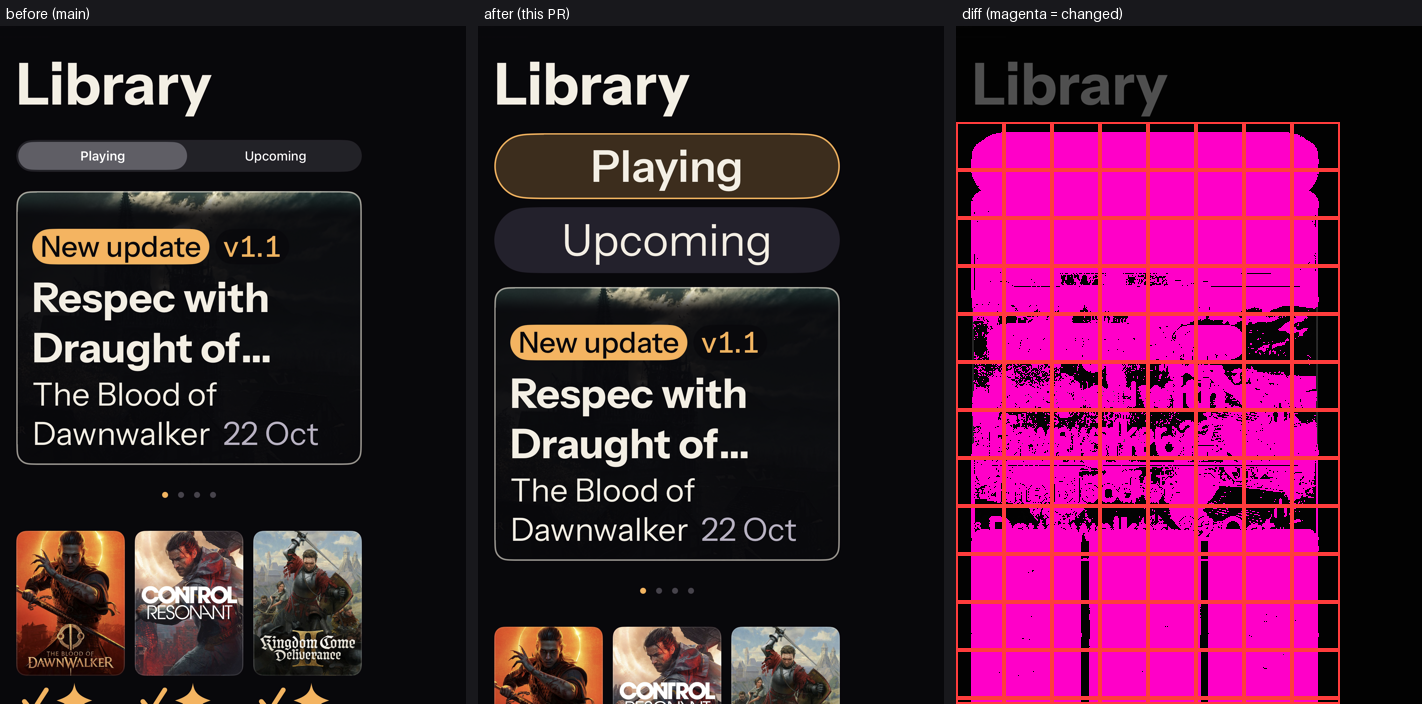 before (main)
after (this PR)
diff (magenta = changed)
Library
Playing
Upcoming
New update
v1.1
Respec with
Draught of...
The Blood of
Dawnwalker 22 Oct
THE BLOOD OF
DAWNWALKER
CONTROL
RESONANT
Kingdom Come
Deliverance
II
Library
Playing
Upcoming
New update
v1.1
Respec with
Draught of...
The Blood of
Dawnwalker 22 Oct
CONTROL
Library